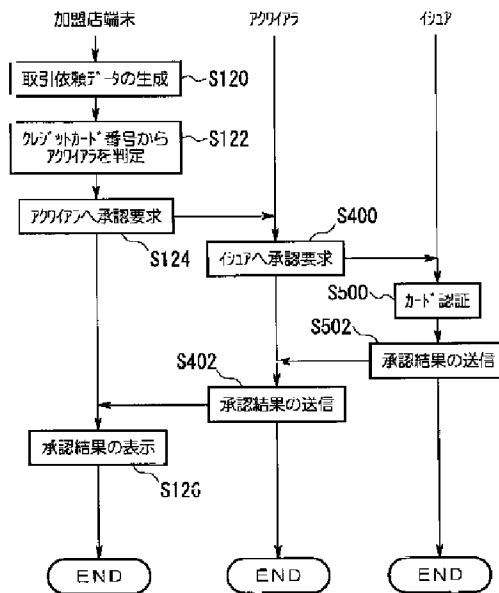 加盟店端末 アクワイアラ イシュア
取引依頼データの生成 S120
クレジットカード番号から
アクワイアラを判定 S122
アクワイアラへ承認要求
S124
S400
イシュアへ承認要求
S500 カード認証
S502
承認結果の送信
S402
承認結果の送信
承認結果の表示
S126
END END END